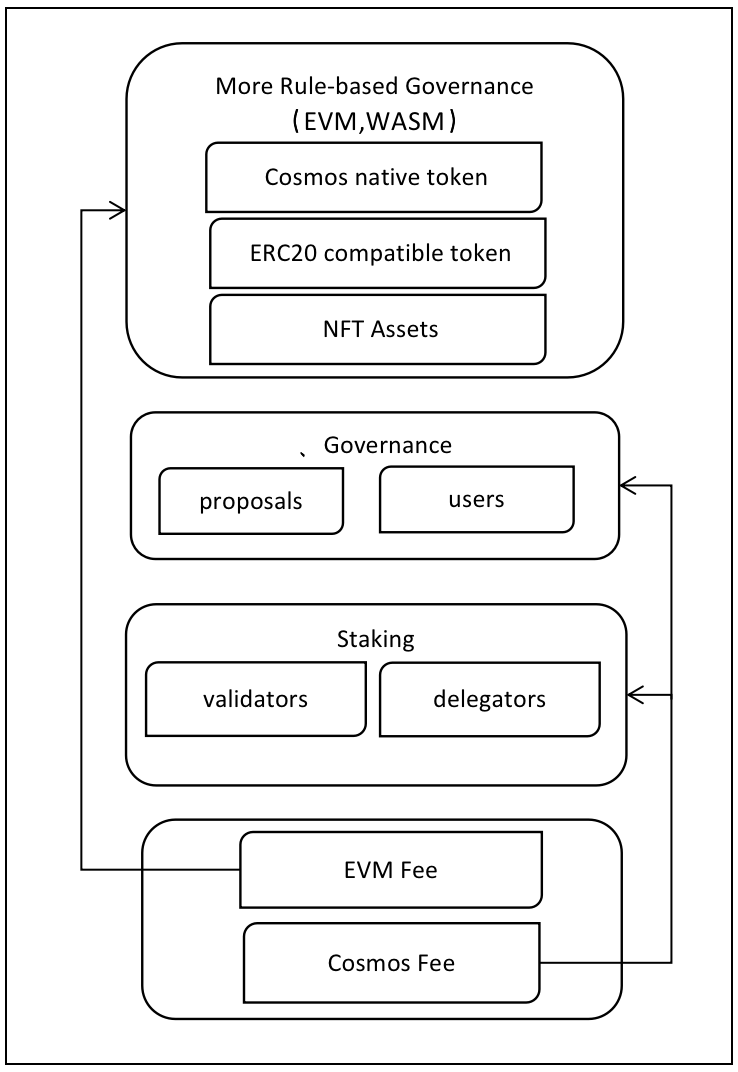 More Rule-based Governance
（EVM,WASM）
Cosmos native token
ERC20 compatible token
NFT Assets
、Governance
proposals
users
Staking
validators
delegators
EVM Fee
Cosmos Fee